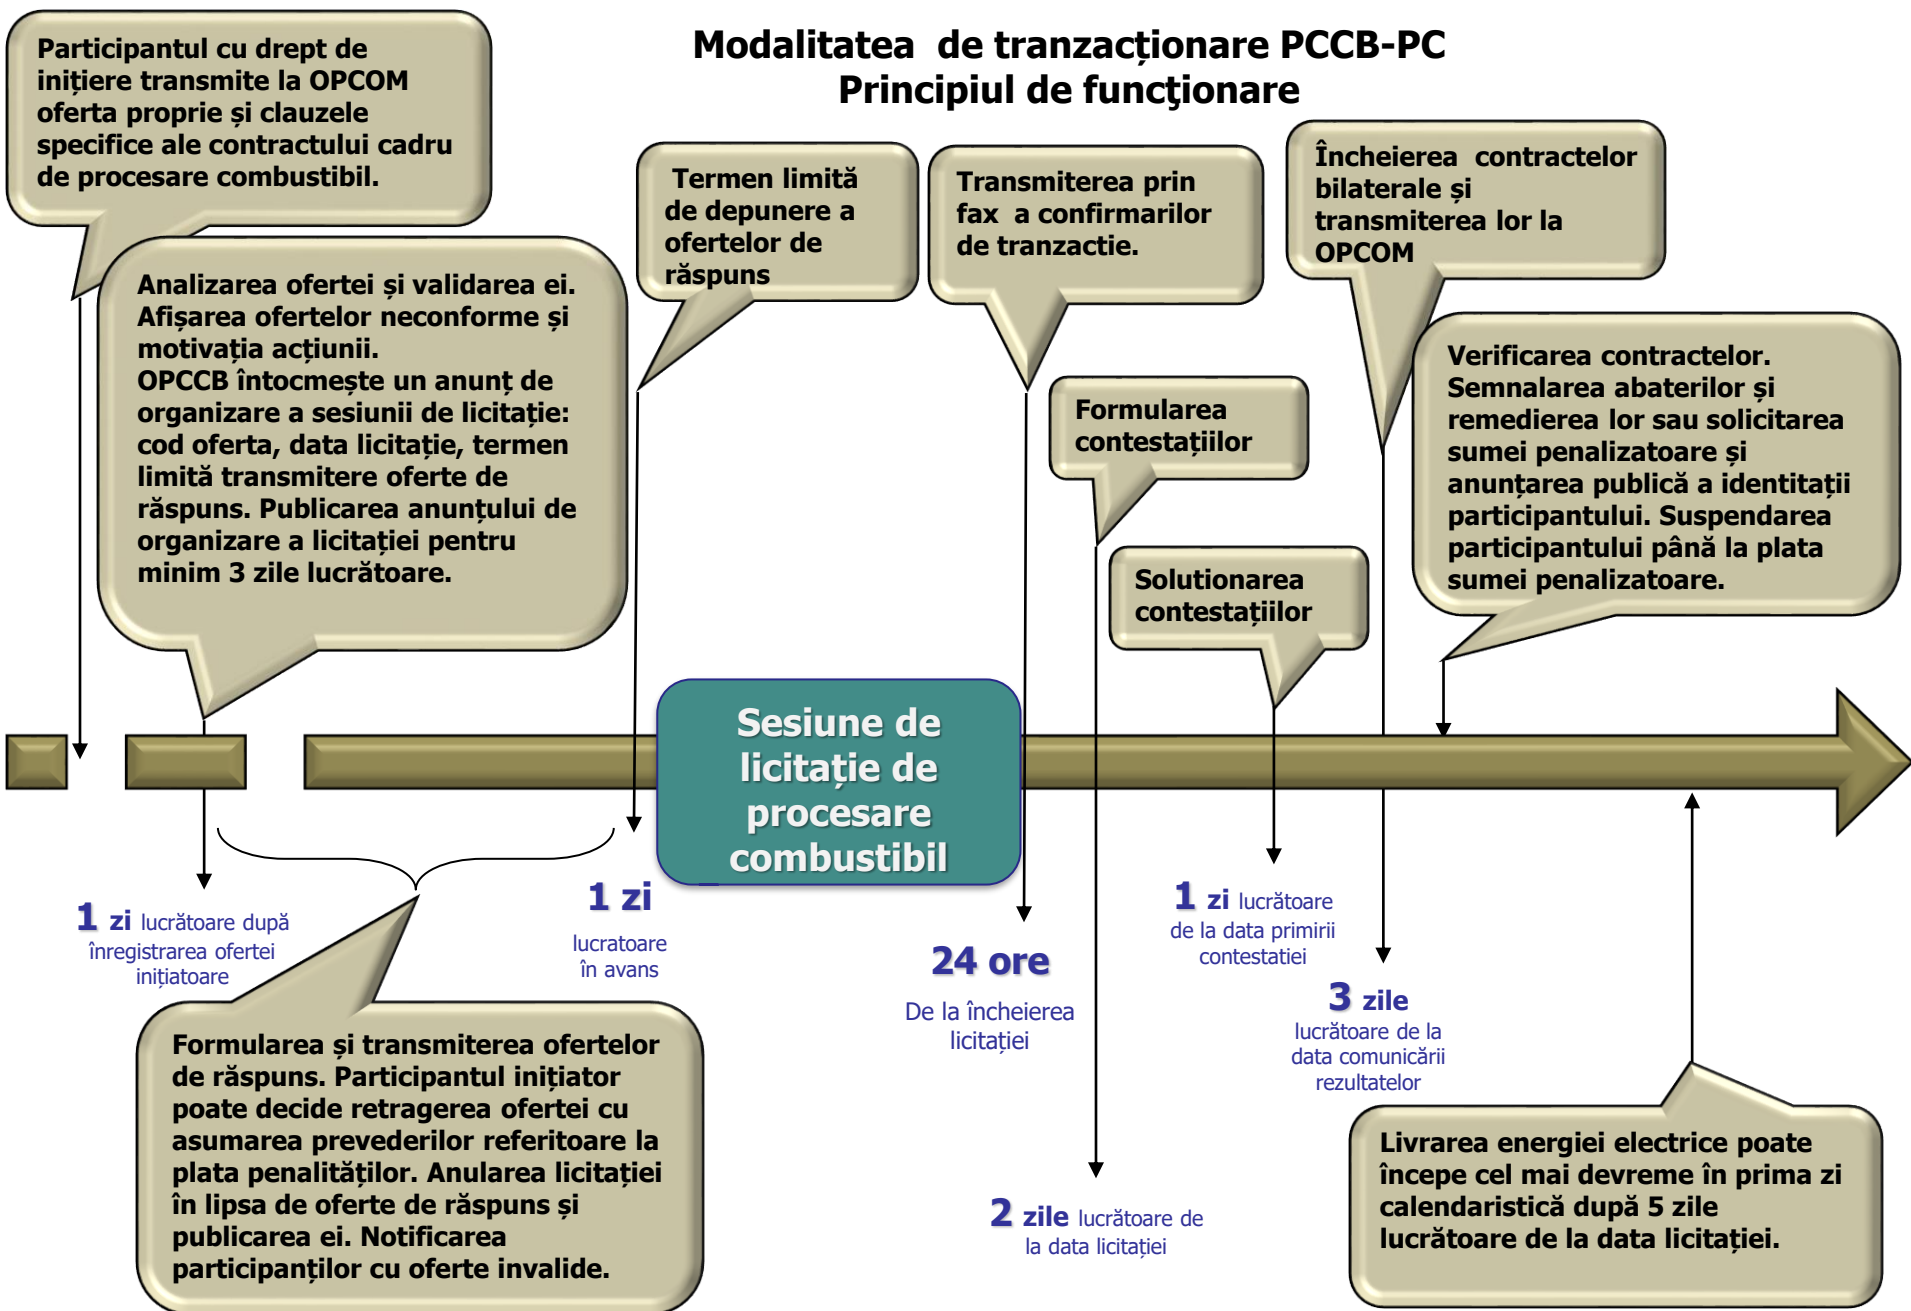 Modalitatea de tranzacționare PCCB-PC
Principiul de funcţionare
Participantul cu drept de
inițiere transmite la OPCOM
oferta proprie și clauzele
specifice ale contractului cadru
de procesare combustibil.
Analizarea ofertei și validarea ei.
Afișarea ofertelor neconforme și
motivația acțiunii.
OPCCB întocmește un anunț de
organizare a sesiunii de licitație:
cod oferta, data licitație, termen
limită transmitere oferte de
răspuns. Publicarea anunțului de
organizare a licitației pentru
minim 3 zile lucrătoare.
Termen limită
de depunere a
ofertelor de
răspuns
Transmiterea prin
fax a confirmarilor
de tranzactie.
Formularea
contestațiilor
Solutionarea
contestațiilor
Încheierea contractelor
bilaterale și
transmiterea lor la
OPCOM
Verificarea contractelor.
Semnalarea abaterilor și
remedierea lor sau solicitarea
sumei penalizatoare și
anunțarea publică a identitații
participantului. Suspendarea
participantului până la plata
sumei penalizatoare.
Sesiune de
licitație de
procesare
combustibil
1 zi lucrătoare după
înregistrarea ofertei
inițiatoare
1 zi
lucratoare
în avans
24 ore
De la încheierea
licitației
2 zile lucrătoare de
la data licitației
1 zi lucrătoare
de la data primirii
contestatiei
3 zile
lucrătoare de la
data comunicării
rezultatelor
Formularea și transmiterea ofertelor
de răspuns. Participantul inițiator
poate decide retragerea ofertei cu
asumarea prevederilor referitoare la
plata penalităților. Anularea licitației
în lipsa de oferte de răspuns și
publicarea ei. Notificarea
participanților cu oferte invalide.
Livrarea energiei electrice poate
începe cel mai devreme în prima zi
calendaristică după 5 zile
lucrătoare de la data licitației.